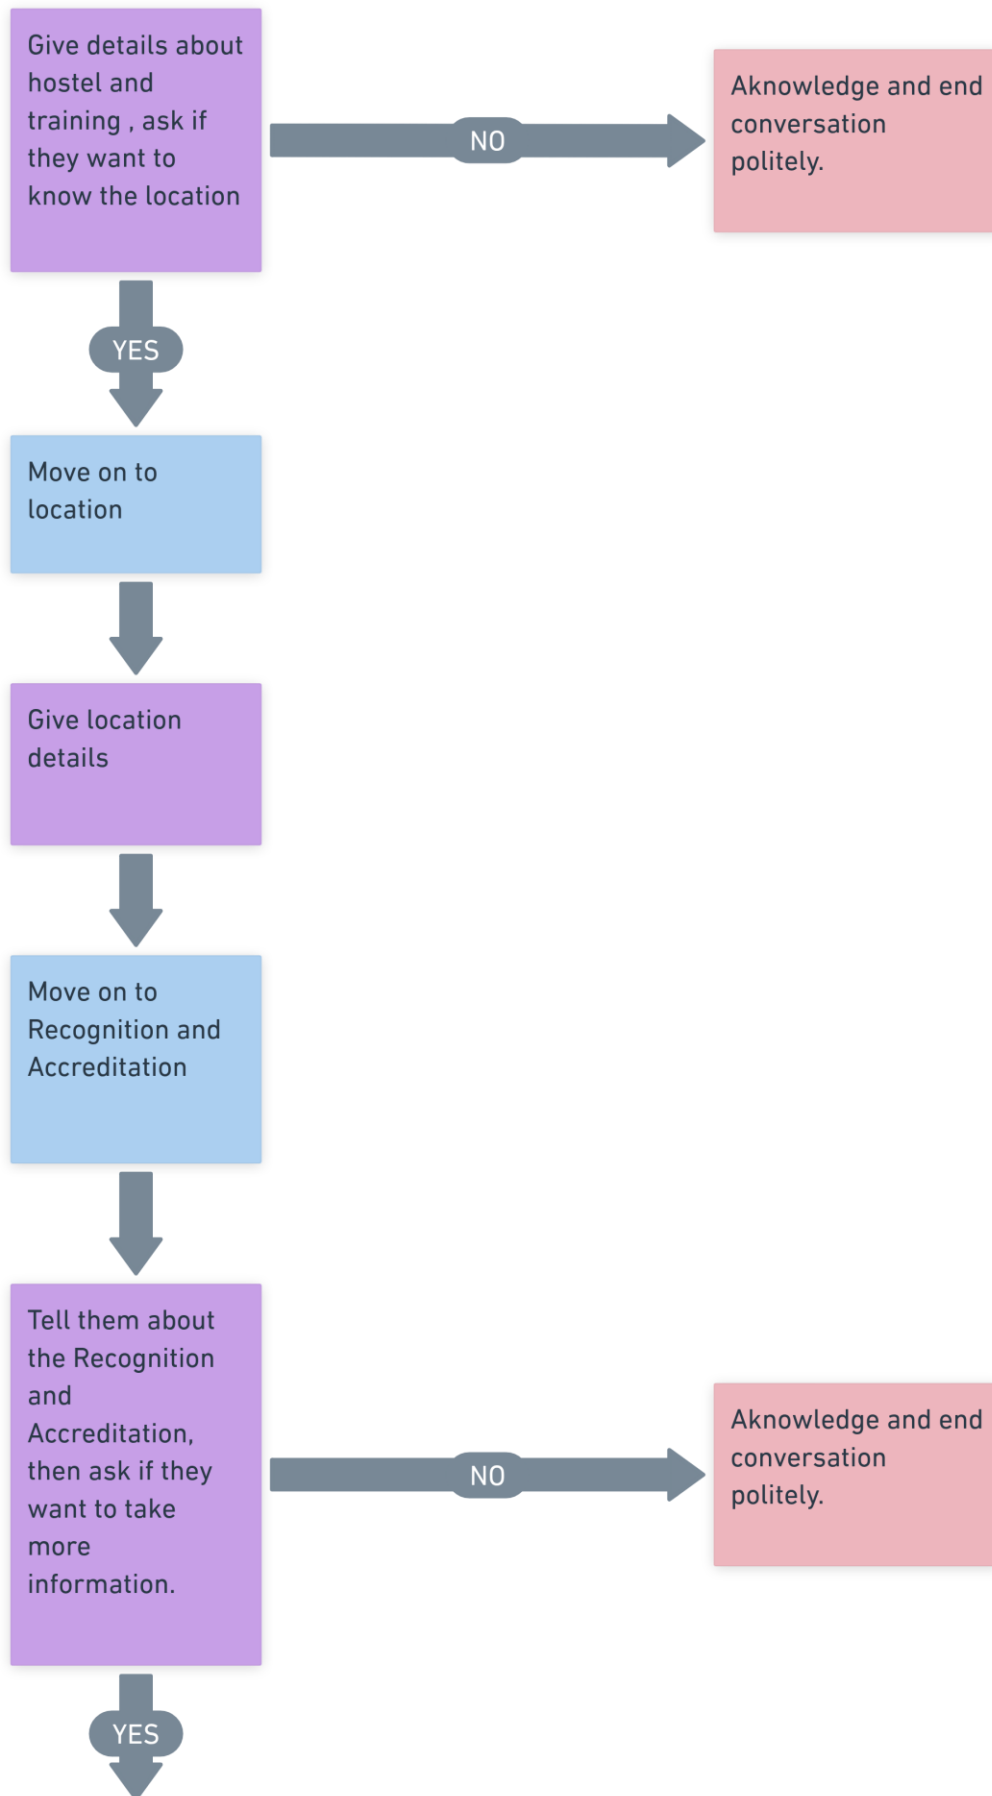 Give details about
hostel and
training , ask if
they want to
know the location
NO
Aknowledge and end
conversation
politely.
YES
Move on to
location
Give location
details
Move on to
Recognition and
Accreditation
Tell them about
the Recognition
and
Accreditation,
then ask if they
want to take
more
information.
NO
Aknowledge and end
conversation
politely.
YES